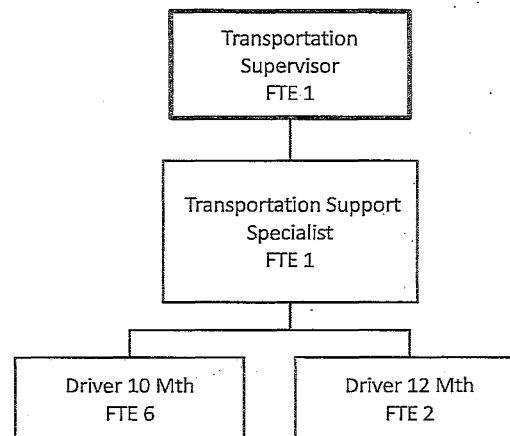 Transportation
Supervisor
FTE 1
Transportation Support
Specialist
FTE 1
Driver 10 Mth
FTE 6
Driver 12 Mth
FTE 2